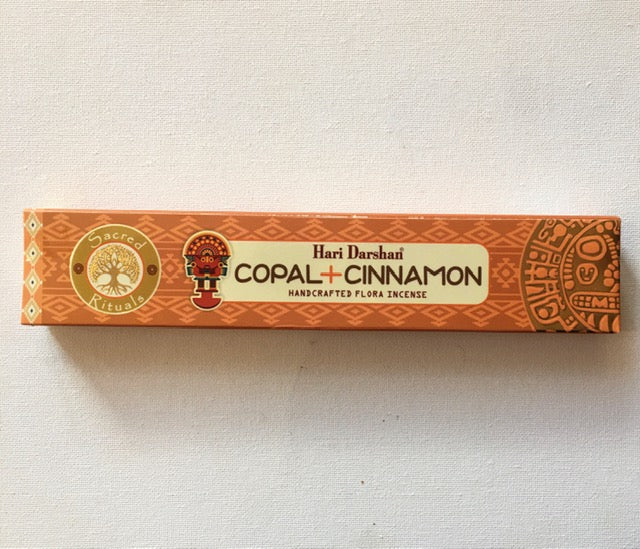 Sacred
Rituals
Hari Darshan®
COPAL+CINNAMON
HANDCRAFTED FLORA INCENSE